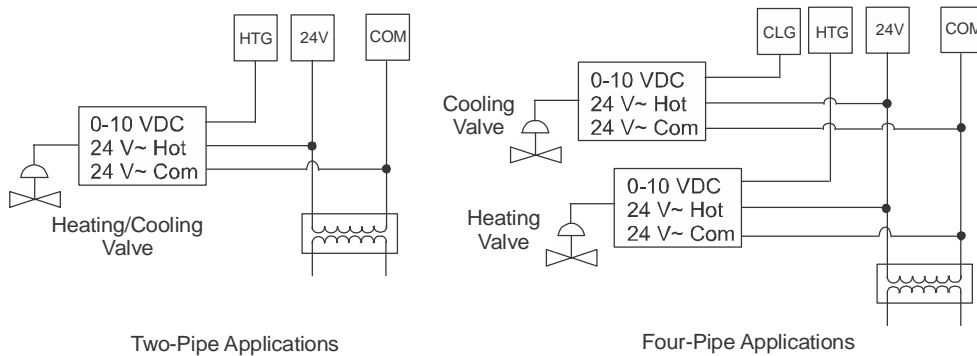 HTG
24V
COM
0-10 VDC
24 V~ Hot
24 V~ Com
Heating/Cooling
Valve
Two-Pipe Applications
CLG
HTG
24V
COM
Cooling
Valve
0-10 VDC
24 V~ Hot
24 V~ Com
Heating
Valve
0-10 VDC
24 V~ Hot
24 V~ Com
Four-Pipe Applications